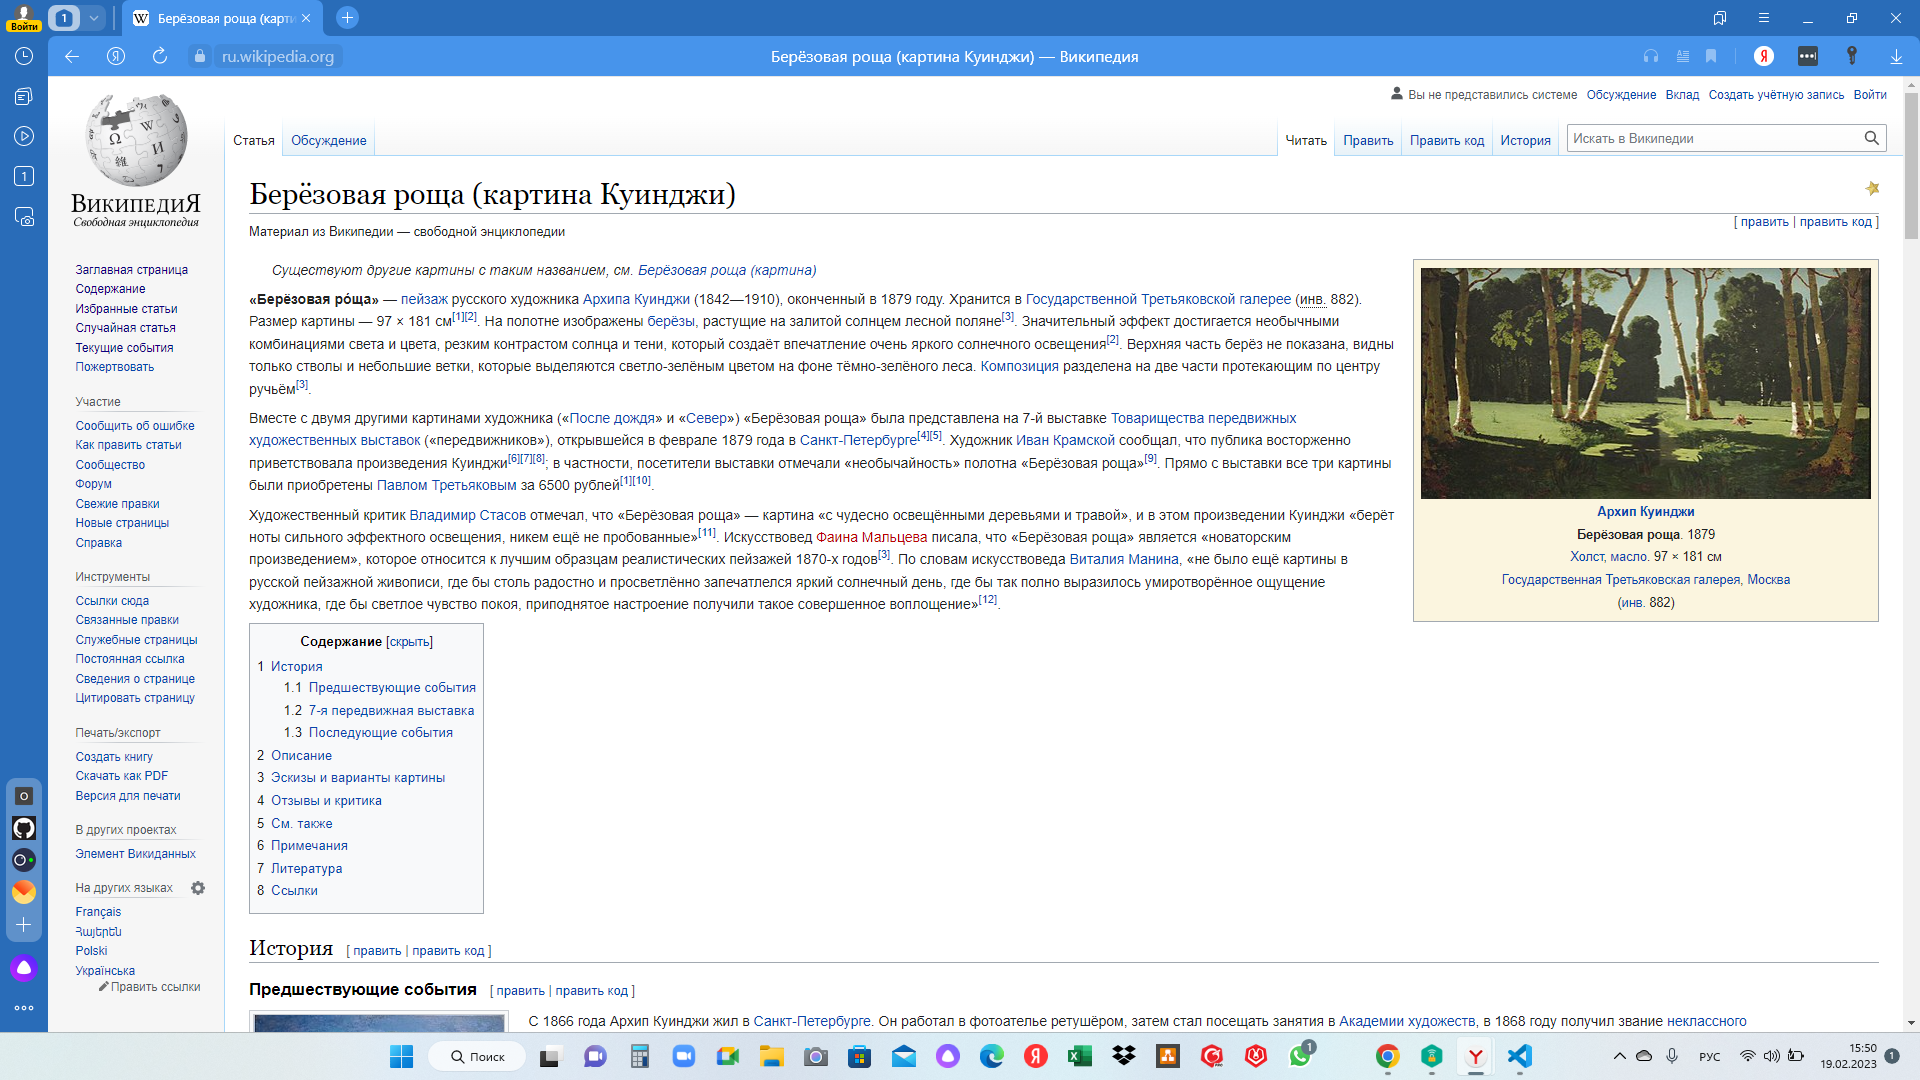 Войти
1
Берёзовая роща (карти
ru.wikipedia.org
Берёзовая роща (картина Куинджи) — Википедия
1
Вы не представились системе Обсуждение Вклад Создать учётную запись Войти
Статья Обсуждение Читать Править Править код История Искать в Википедии
ВикипедиЯ
Свободная энциклопедия
Заглавная страница
Содержание
Избранные статьи
Случайная статья
Текущие события
Пожертвовать
Участие
Сообщить об ошибке
Как править статьи
Сообщество
Форум
Свежие правки
Новые страницы
Справка
Инструменты
Ссылки сюда
Связанные правки
Служебные страницы
Постоянная ссылка
Сведения о странице
Цитировать страницу
Печать/экспорт
Создать книгу
Скачать как PDF
Версия для печати
В других проектах
Элемент Викиданных
На других языках
Français
Հայերեն
Polski
Українська
Править ссылки
Берёзовая роща (картина Куинджи)
[ править | править код ]
Материал из Википедии — свободной энциклопедии
Существуют другие картины с таким названием, см. Берёзовая роща (картина)
«Берёзовая ро́ща» — пейзаж русского художника Архипа Куинджи (1842—1910), оконченный в 1879 году. Хранится в Государственной Третьяковской галерее (инв. 882).
Размер картины — 97 × 181 см[1][2]. На полотне изображены берёзы, растущие на залитой солнцем лесной поляне[3]. Значительный эффект достигается необычными
комбинациями света и цвета, резким контрастом солнца и тени, который создаёт впечатление очень яркого солнечного освещения[2]. Верхняя часть берёз не показана, видны
только стволы и небольшие ветки, которые выделяются светло-зелёным цветом на фоне тёмно-зелёного леса. Композиция разделена на две части протекающим по центру
ручьём[3].
Вместе с двумя другими картинами художника («После дождя» и «Север») «Берёзовая роща» была представлена на 7-й выставке Товарищества передвижных
художественных выставок («передвижников»), открывшейся в феврале 1879 года в Санкт-Петербурге[4][5]. Художник Иван Крамской сообщал, что публика восторженно
приветствовала произведения Куинджи[6][7][8]; в частности, посетители выставки отмечали «необычайность» полотна «Берёзовая роща»[9]. Прямо с выставки все три картины
были приобретены Павлом Третьяковым за 6500 рублей[1][10].
Художественный критик Владимир Стасов отмечал, что «Берёзовая роща» — картина «с чудесно освещёнными деревьями и травой», и в этом произведении Куинджи «берёт
ноты сильного эффектного освещения, никем ещё не пробованные»[11]. Искусствовед Фаина Мальцева писала, что «Берёзовая роща» является «новаторским
произведением», которое относится к лучшим образцам реалистических пейзажей 1870-х годов[3]. По словам искусствоведа Виталия Манина, «не было ещё картины в
русской пейзажной живописи, где бы столь радостно и просветлённо запечатлелся яркий солнечный день, где бы так полно выразилось умиротворённое ощущение
художника, где бы светлое чувство покоя, приподнятое настроение получили такое совершенное воплощение»[12].
Архип Куинджи
Берёзовая роща. 1879
Холст, масло. 97 × 181 см
Государственная Третьяковская галерея, Москва
(инв. 882)
Содержание [скрыть]
1 История
1.1 Предшествующие события
1.2 7-я передвижная выставка
1.3 Последующие события
2 Описание
3 Эскизы и варианты картины
4 Отзывы и критика
5 См. также
6 Примечания
7 Литература
8 Ссылки
История [ править | править код ]
Предшествующие события [ править | править код ]
С 1866 года Архип Куинджи жил в Санкт-Петербурге. Он работал в фотоателье ретушёром, затем стал посещать занятия в Академии художеств, в 1868 году получил звание неклассного
Поиск
1
РУС
15:50
19.02.2023
1